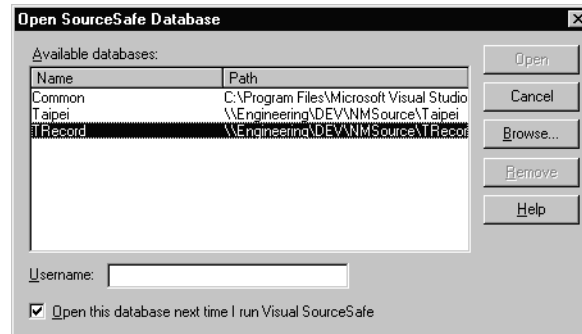 Open SourceSafe Database
Available databases:
Name Path
Common C:\Program Files\Microsoft Visual Studio
Taipei \\Engineering\DEV\NMSource\Taipei
TRecord \\Engineering\DEV\NMSource\TRecor
Open
Cancel
Browse...
Remove
Help
Username:
Open this database next time I run Visual SourceSafe